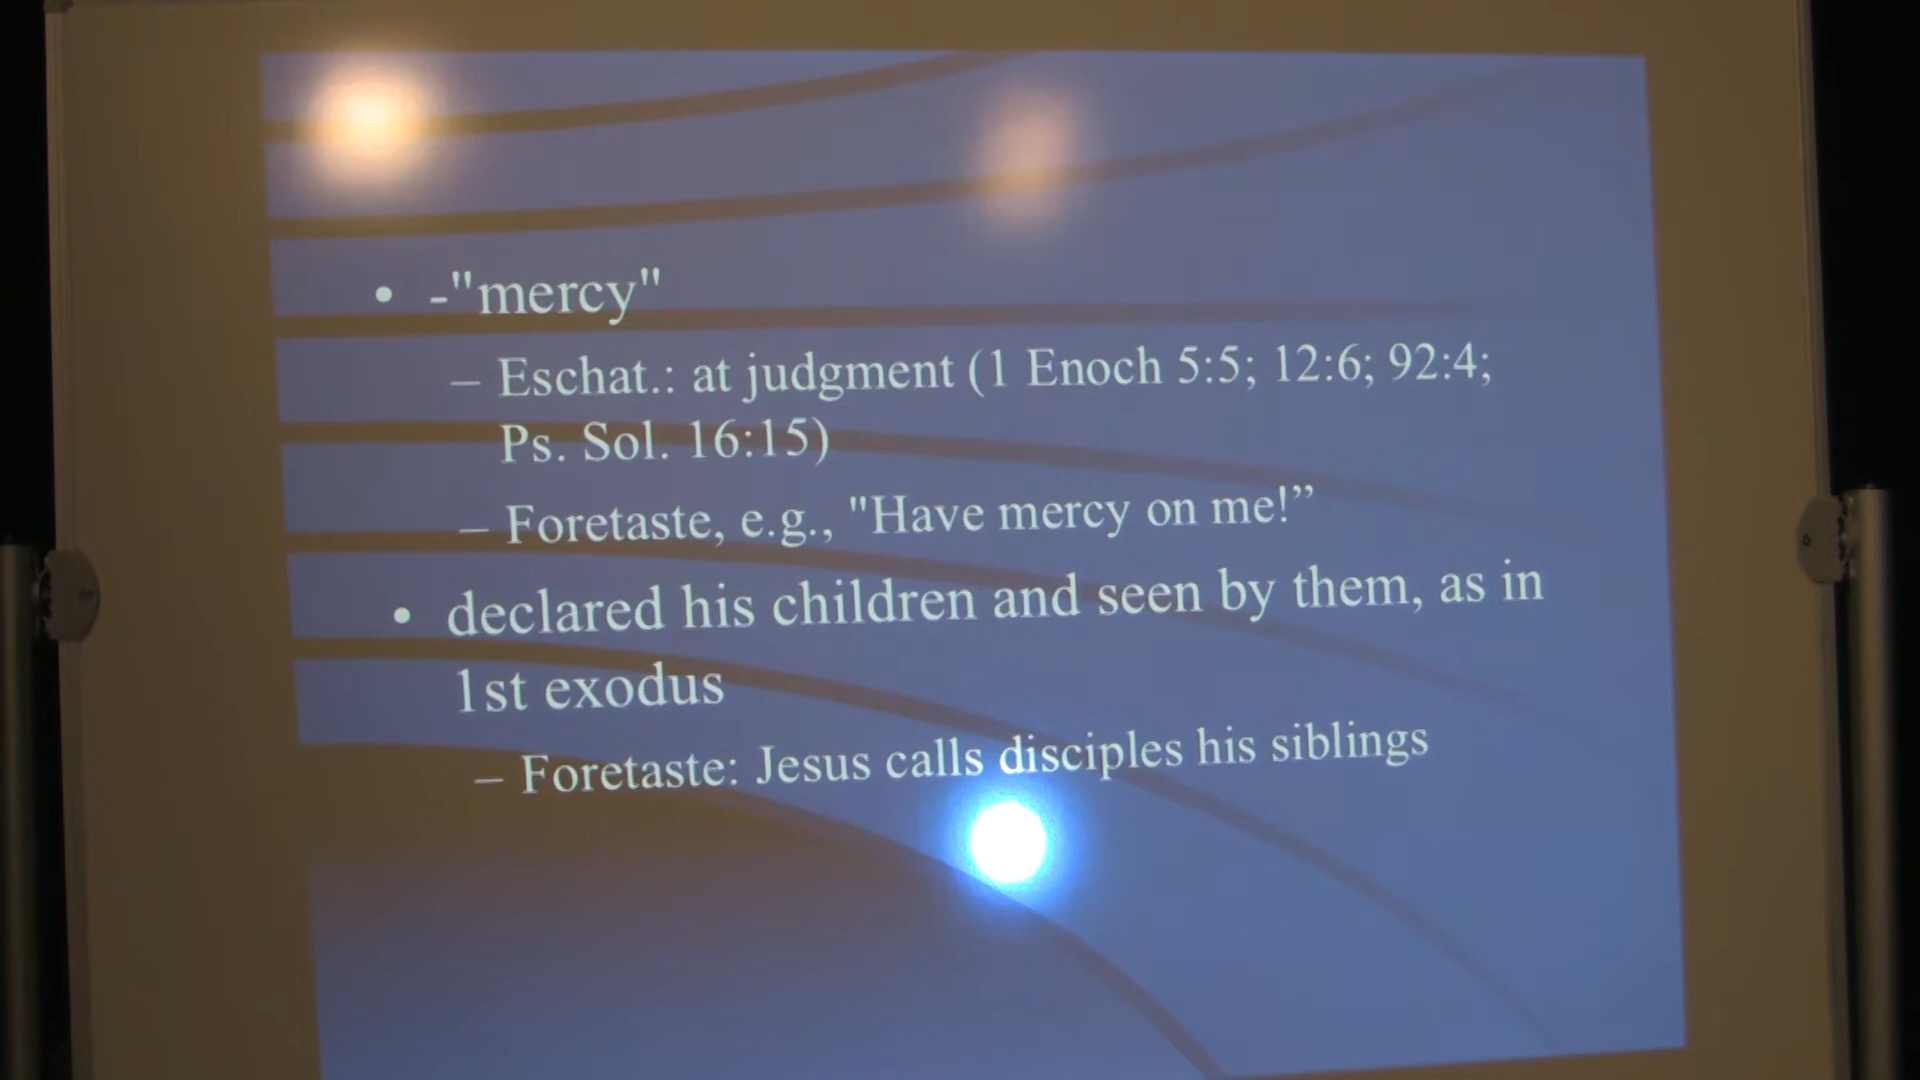 • -"mercy"
– Eschat.: at judgment (1 Enoch 5:5; 12:6; 92:4;
Ps. Sol. 16:15)
– Foretaste, e.g., "Have mercy on me!”
• declared his children and seen by them, as in
1st exodus
– Foretaste: Jesus calls disciples his siblings